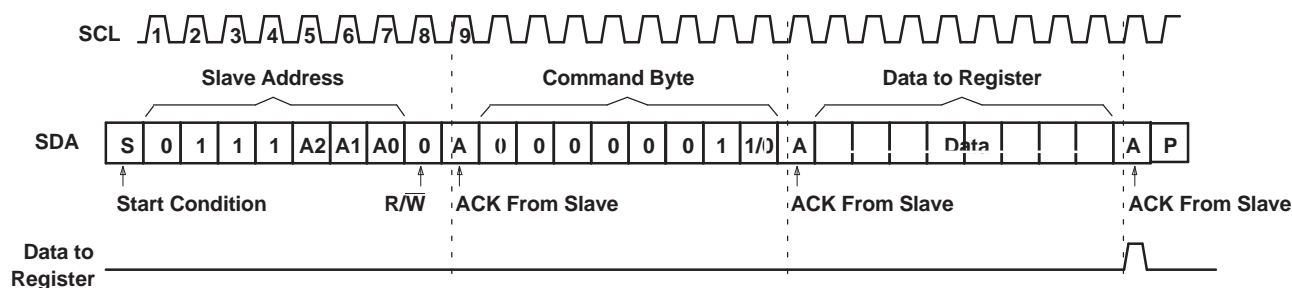 SCL 1 2 3 4 5 6 7 8 9
Slave Address Command Byte Data to Register
SDA S 0 1 1 1 A2 A1 A0 0 A 0 0 0 0 0 0 1 1/0 A Data A P
Start Condition R/W̅ ACK From Slave ACK From Slave ACK From Slave
Data to
Register